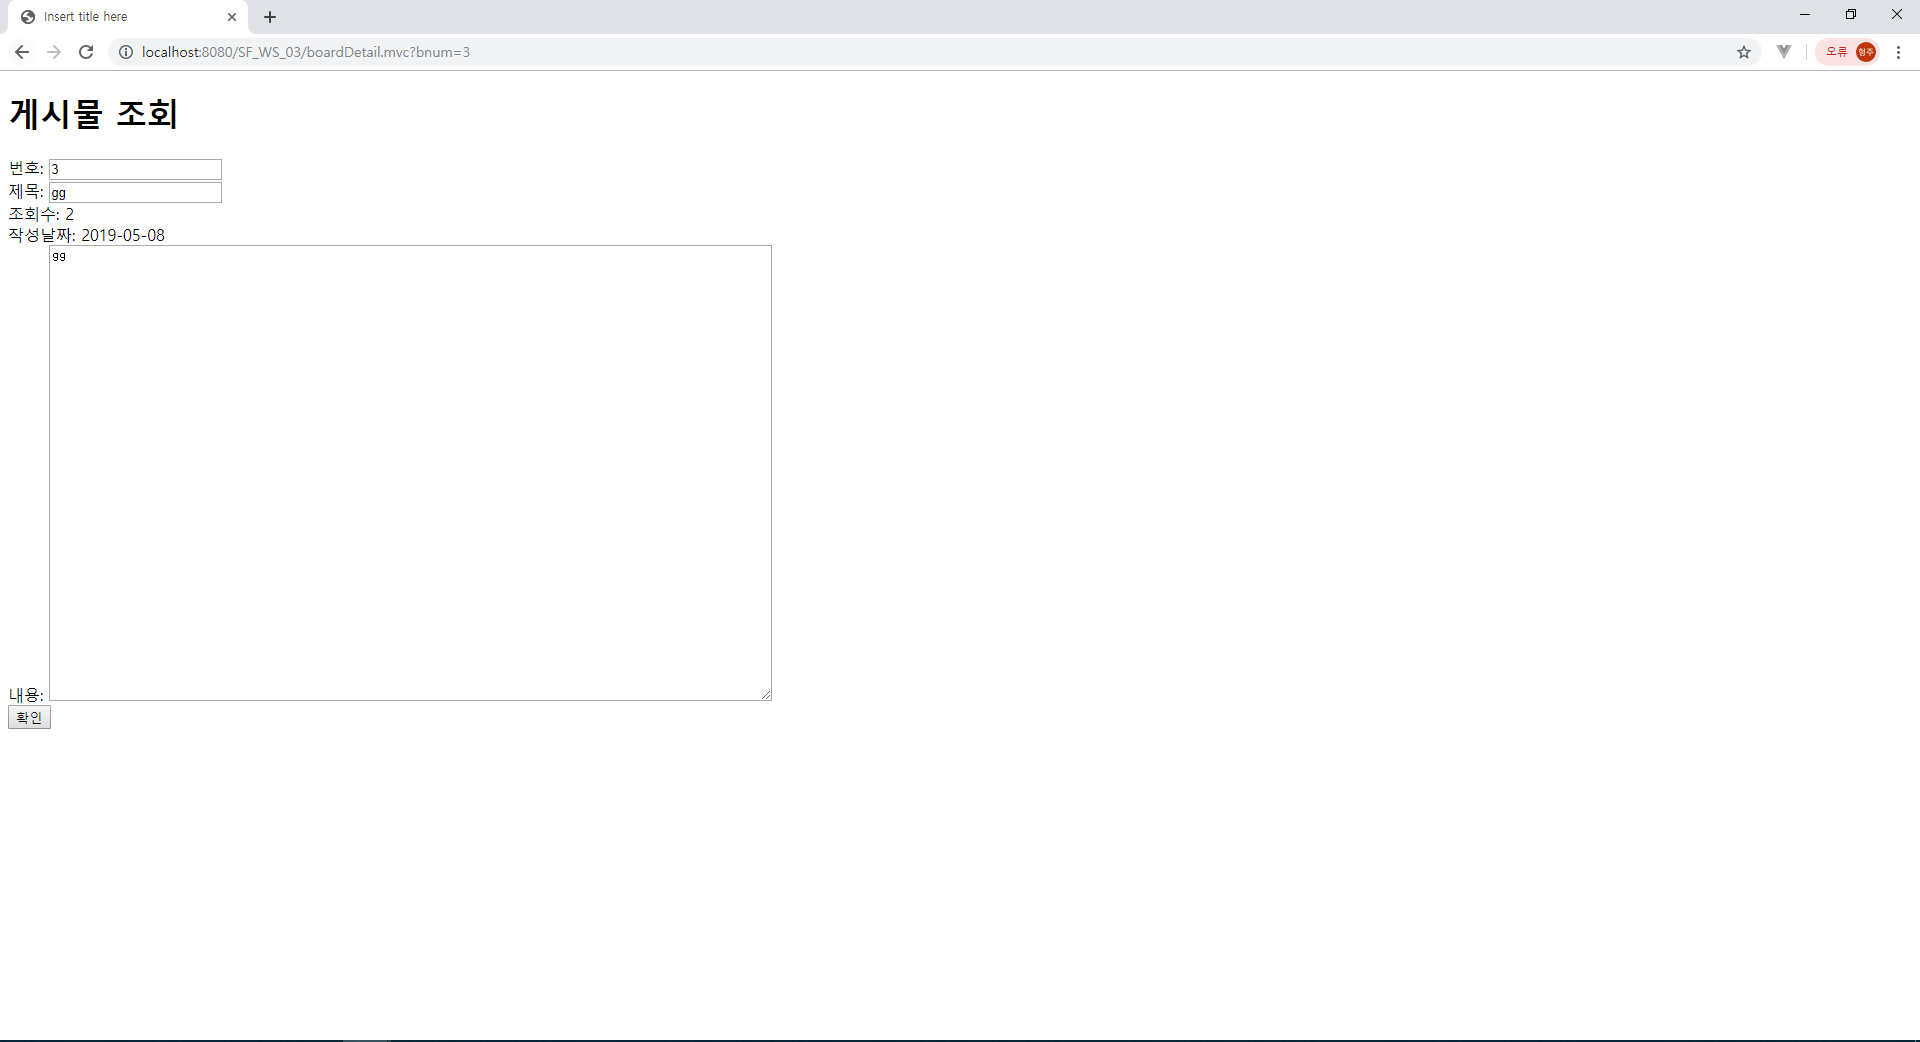 Insert title here
localhost:8080/SF_WS_03/boardDetail.mvc?bnum=3
오류 형주
게시물 조회
번호: 3
제목: gg
조회수: 2
작성날짜: 2019-05-08
gg
내용:
확인